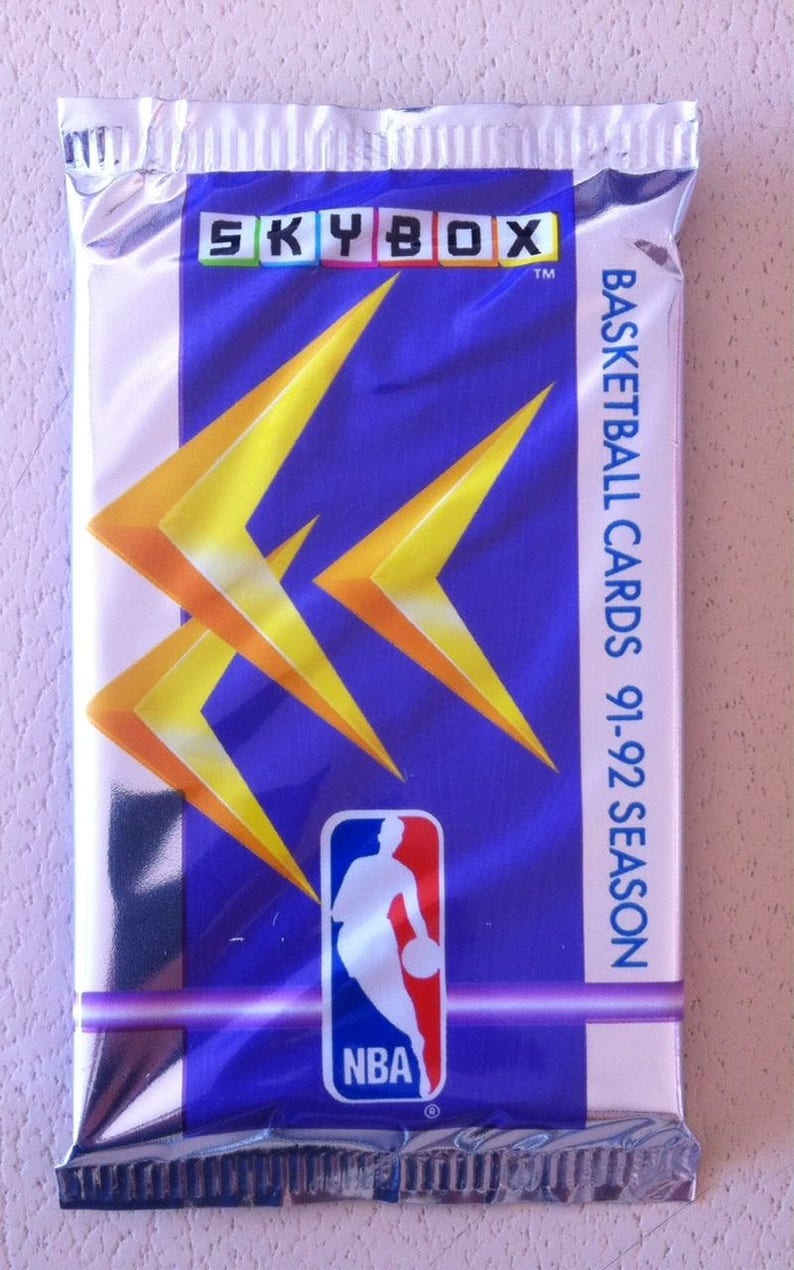 SKYBOX
TM
BASKETBALL CARDS 91-92 SEASON
NBA
®